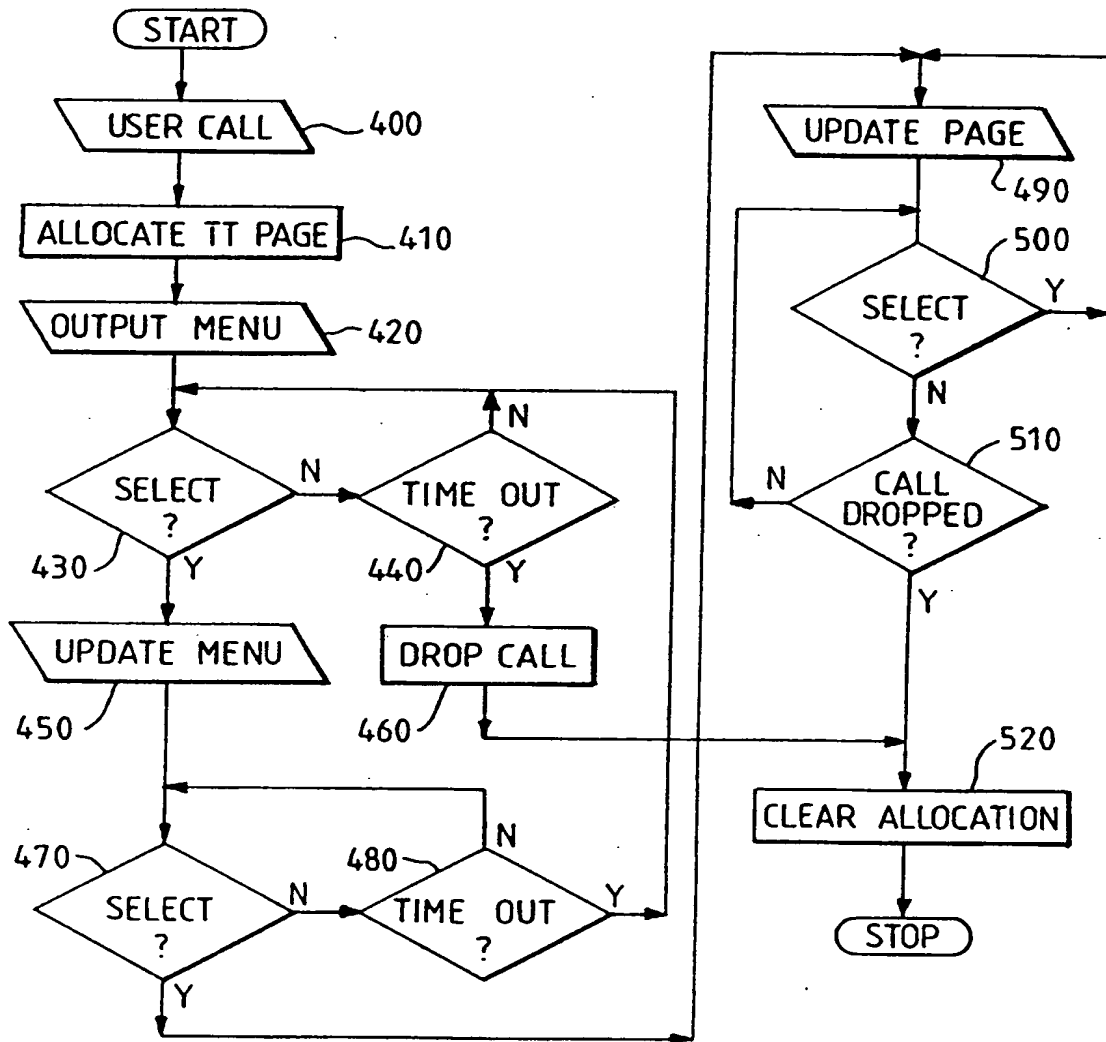 START
USER CALL
400
ALLOCATE TT PAGE
410
OUTPUT MENU
420
SELECT
?
430
N
Y
TIME OUT
?
440
N
Y
UPDATE MENU
450
DROP CALL
460
SELECT
?
470
N
Y
TIME OUT
?
480
N
Y
UPDATE PAGE
490
SELECT
?
500
Y
N
CALL
DROPPED
?
510
N
Y
CLEAR ALLOCATION
520
STOP